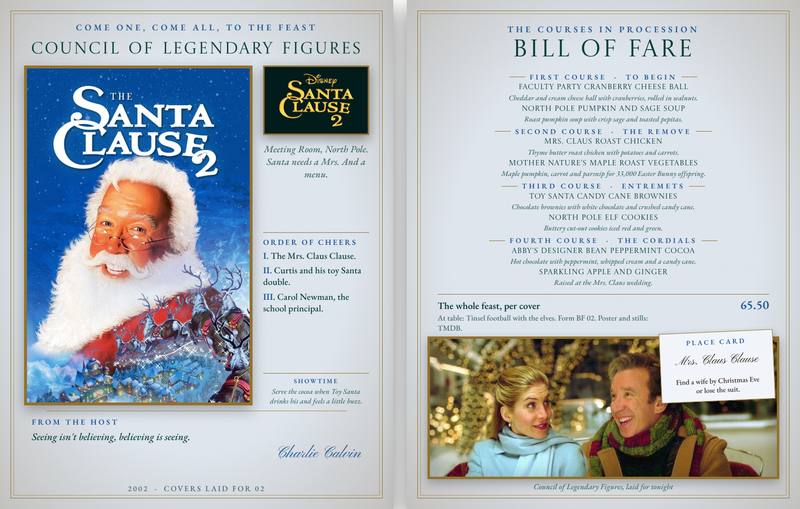 COME ONE, COME ALL, TO THE FEAST
COUNCIL OF LEGENDARY FIGURES
THE
SANTA
CLAUSE
2
Disney
SANTA
CLAUSE
2
Meeting Room, North Pole.
Santa needs a Mrs. And a
menu.
ORDER OF CHEERS
I. The Mrs. Claus Clause.
II. Curtis and his toy Santa
double.
III. Carol Newman, the
school principal.
SHOWTIME
Serve the cocoa when Toy Santa
drinks his and feels a little buzz.
FROM THE HOST
Seeing isn't believing, believing is seeing.
Charlie Calvin
2002 - COVERS LAID FOR 02
THE COURSES IN PROCESSION
BILL OF FARE
FIRST COURSE · TO BEGIN
FACULTY PARTY CRANBERRY CHEESE BALL
Cheddar and cream cheese ball with cranberries, rolled in walnuts.
NORTH POLE PUMPKIN AND SAGE SOUP
Roast pumpkin soup with crisp sage and toasted pepitas.
SECOND COURSE · THE REMOVE
MRS. CLAUS ROAST CHICKEN
Thyme butter roast chicken with potatoes and carrots.
MOTHER NATURE'S MAPLE ROAST VEGETABLES
Maple pumpkin, carrot and parsnip for 33,000 Easter Bunny offspring.
THIRD COURSE · ENTREMETS
TOY SANTA CANDY CANE BROWNIES
Chocolate brownies with white chocolate and crushed candy cane.
NORTH POLE ELF COOKIES
Buttery cut-out cookies iced red and green.
FOURTH COURSE · THE CORDIALS
ABBY'S DESIGNER BEAN PEPPERMINT COCOA
Hot chocolate with peppermint, whipped cream and a candy cane.
SPARKLING APPLE AND GINGER
Raised at the Mrs. Claus wedding.
The whole feast, per cover 65.50
At table: Tinsel football with the elves. Form BF 02. Poster and stills:
TMDB.
PLACE CARD
Mrs. Claus Clause
Find a wife by Christmas Eve
or lose the suit.
Council of Legendary Figures, laid for tonight